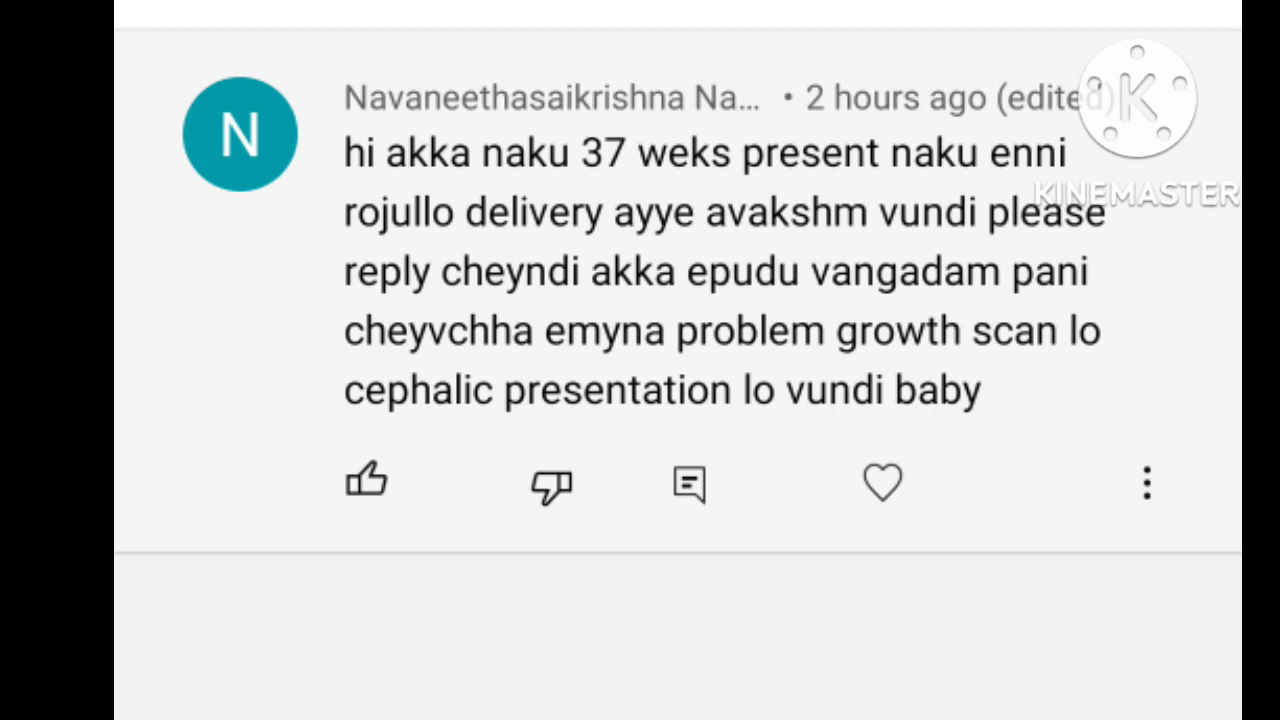 N
Navaneethasaikrishna Na... • 2 hours ago (edited)
hi akka naku 37 weks present naku enni
rojullo delivery ayye avakshm vundi please
reply cheyndi akka epudu vangadam pani
cheyvchha emyna problem growth scan lo
cephalic presentation lo vundi baby
K
KINEMASTER